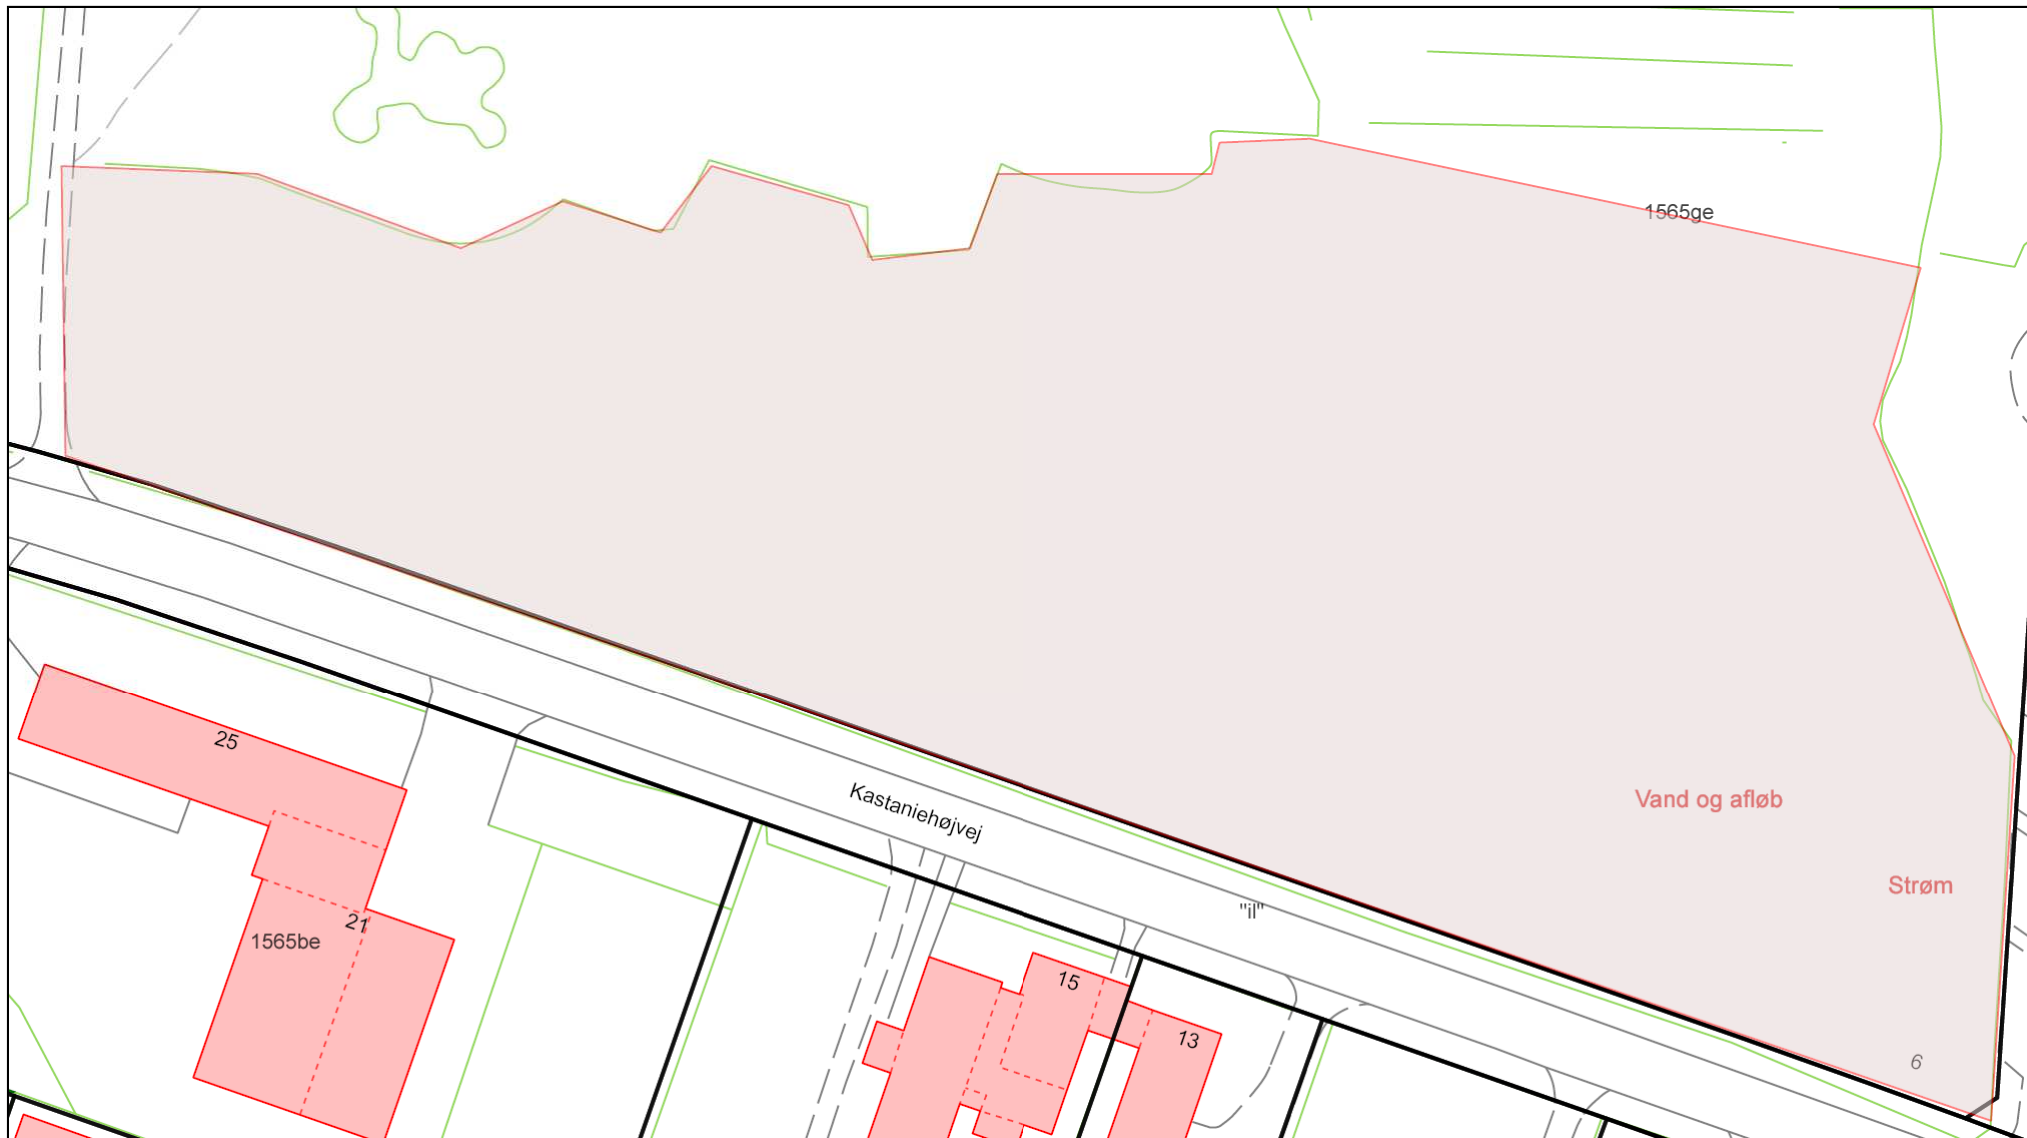 1565ge
25
Kastaniehøjvej
Vand og afløb
Strøm
"il"
21
1565be
15
13
6